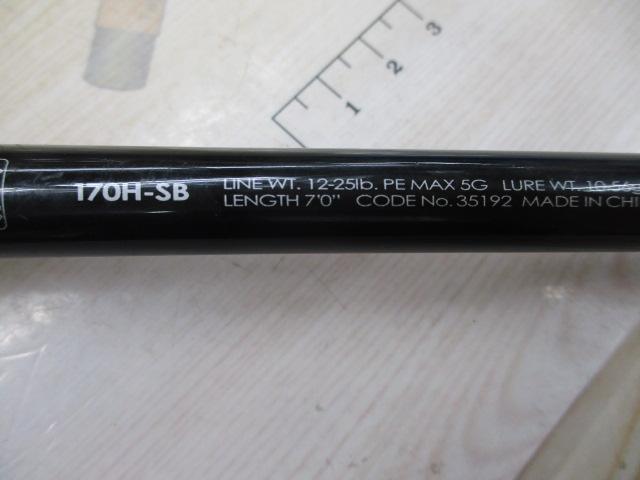 1 2 3
170H-SB
LINE WT. 12-25lb. PE MAX 5G LURE WT.
LENGTH 7'0" CODE No. 35192 MADE IN CHI